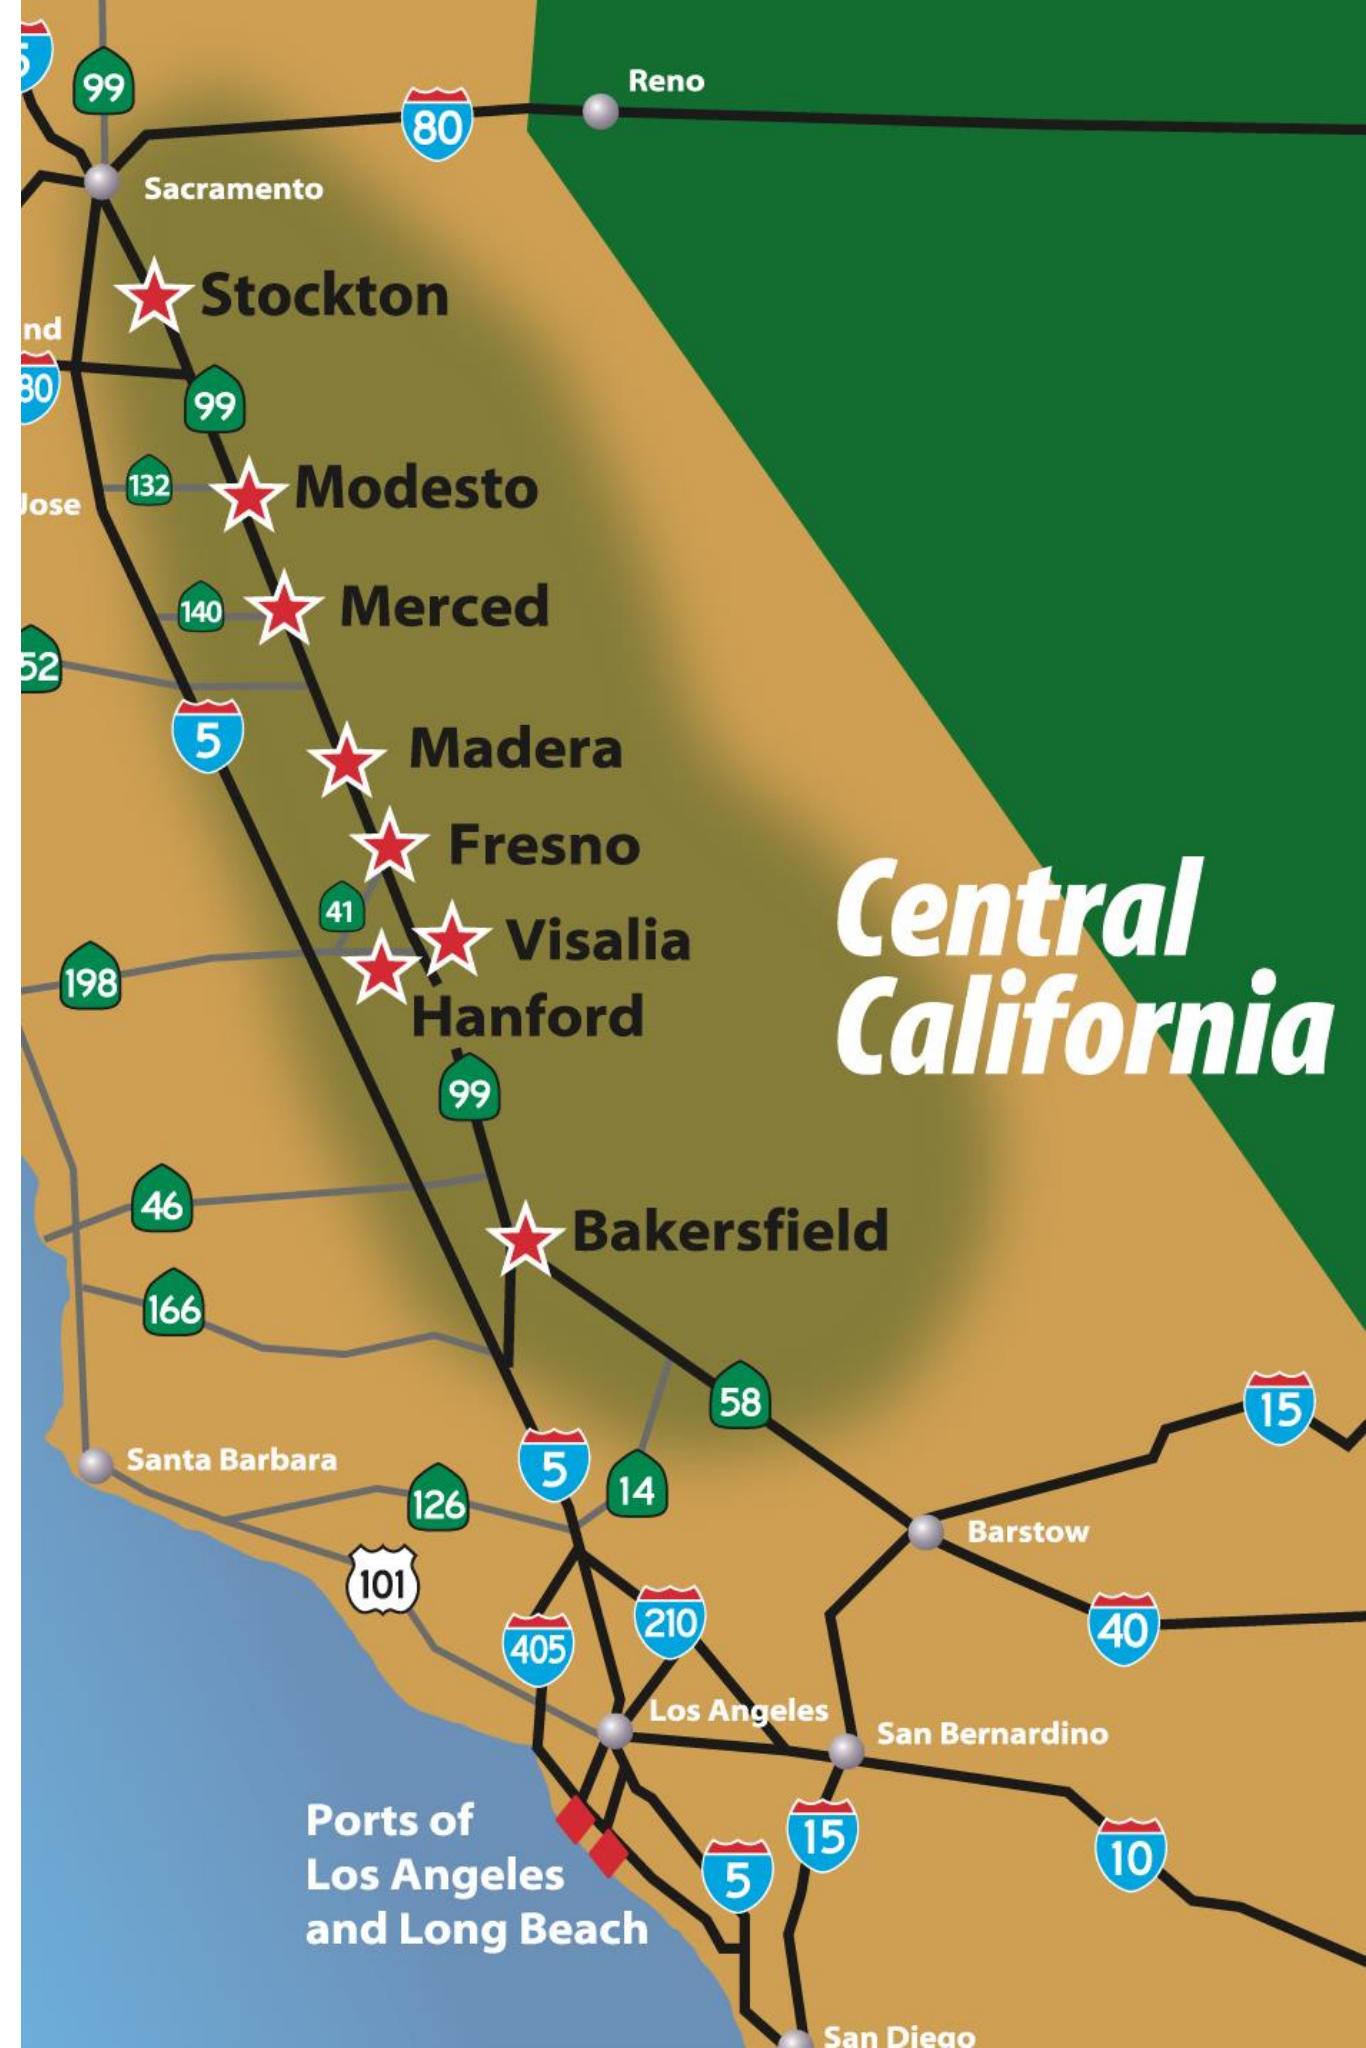 5
99
80
Reno
Sacramento
Stockton
nd
80
99
132
Modesto
Jose
140
Merced
52
5
Madera
Fresno
41
Visalia
Central
California
198
Hanford
99
46
Bakersfield
166
58
15
Santa Barbara
5
14
126
Barstow
101
210
40
405
Los Angeles
San Bernardino
Ports of
Los Angeles
and Long Beach
15
10
5
San Diego